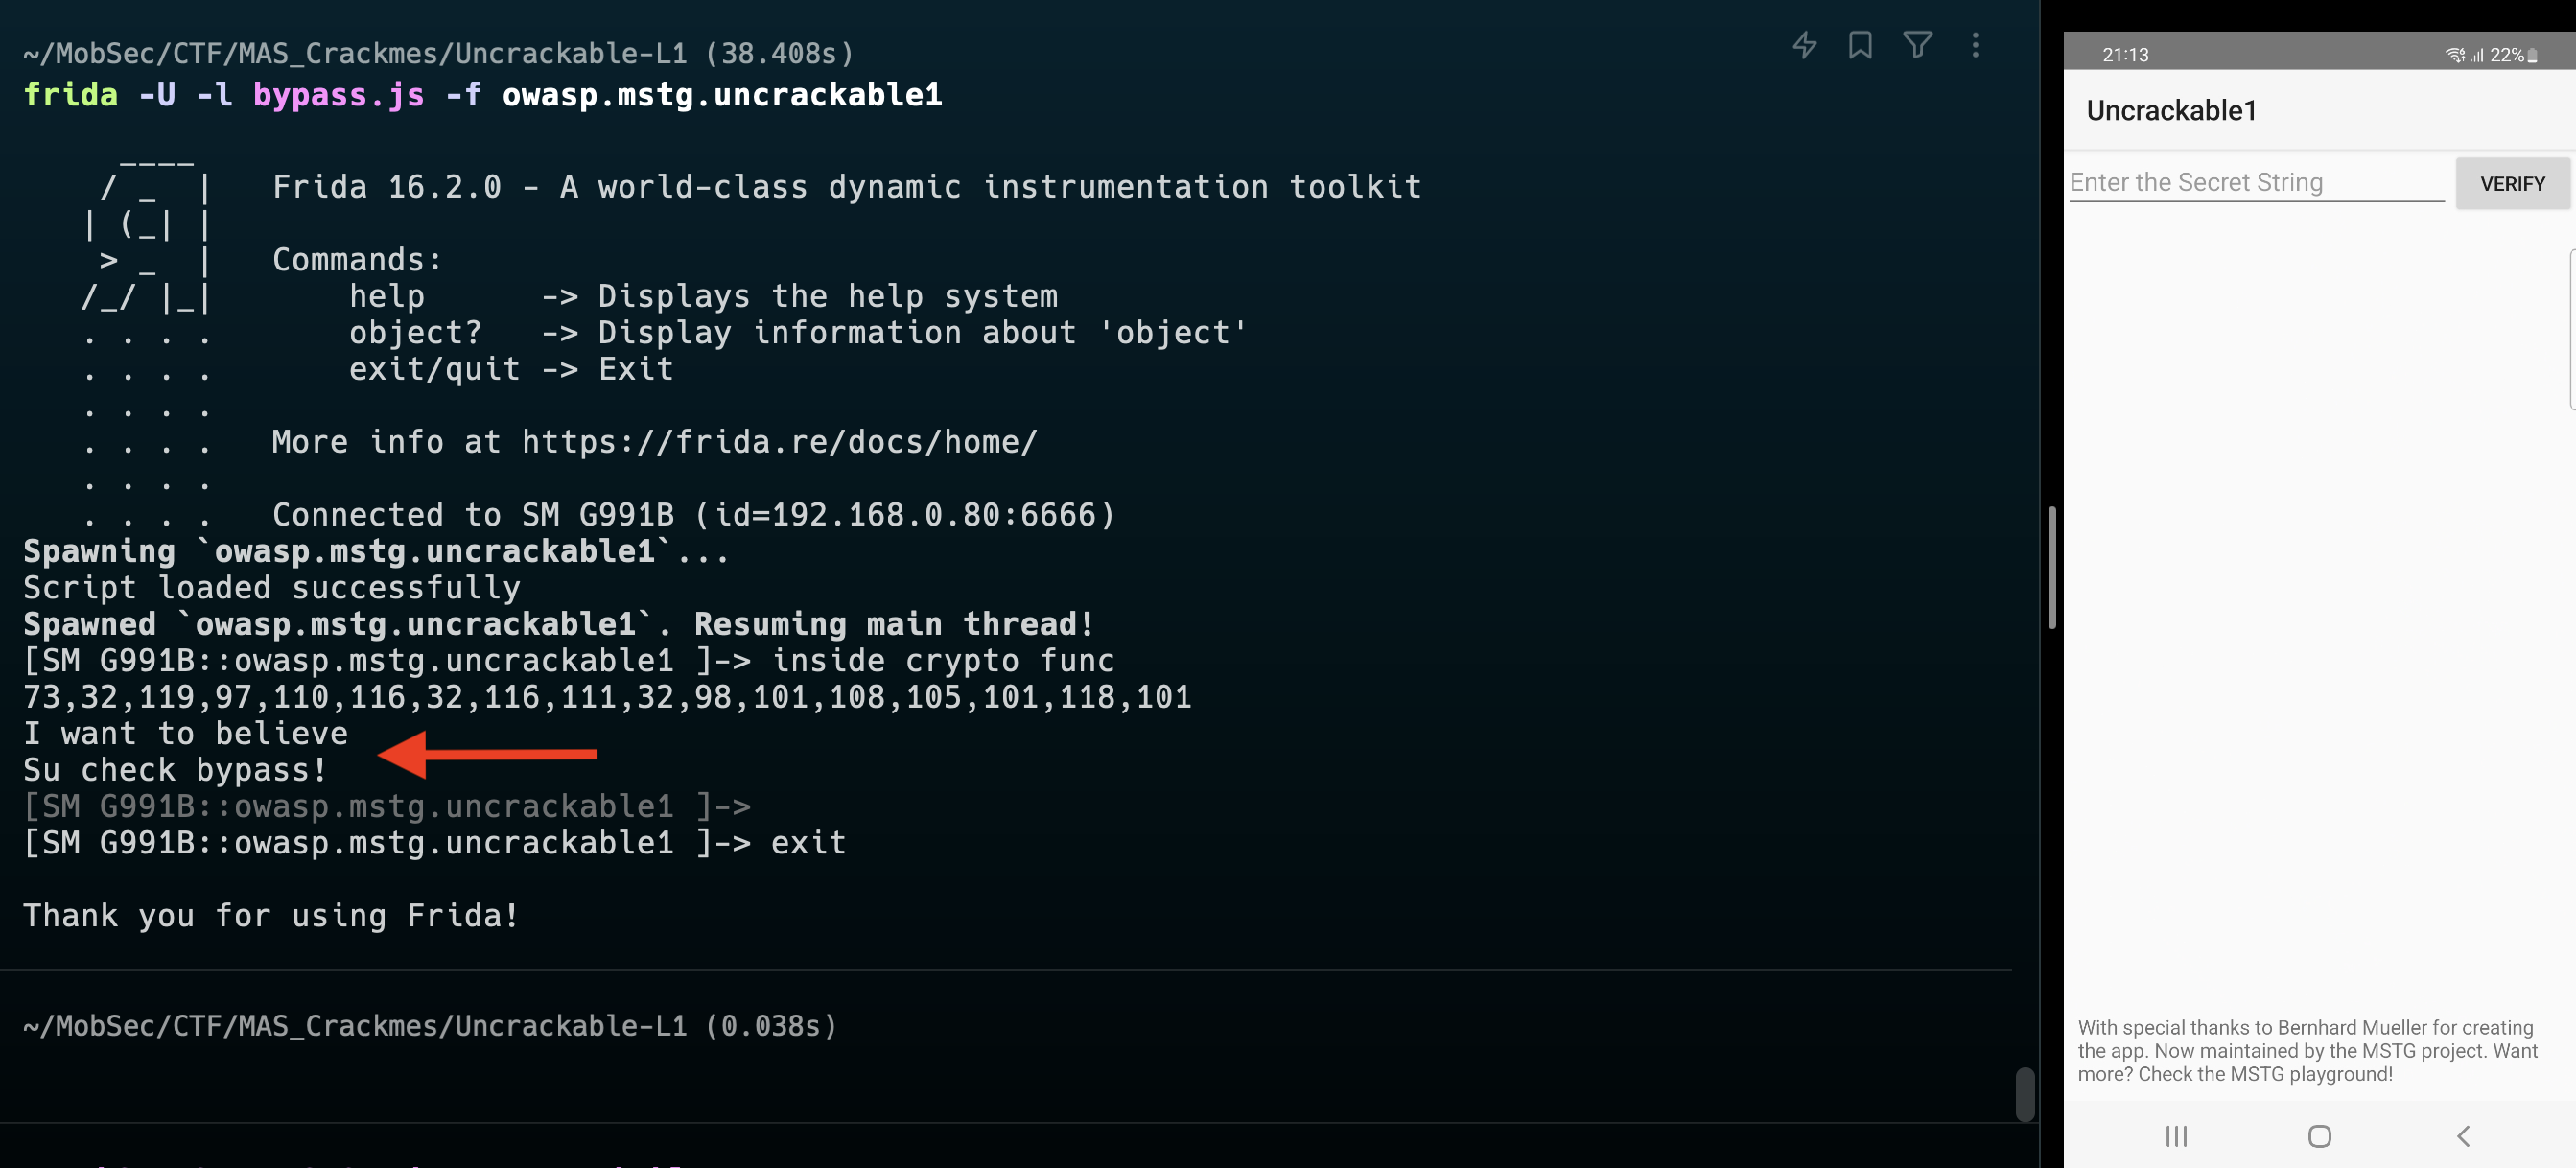 ~/MobSec/CTF/MAS_Crackmes/Uncrackable-L1 (38.408s)
frida -U -l bypass.js -f owasp.mstg.uncrackable1
Frida 16.2.0 - A world-class dynamic instrumentation toolkit
Commands:
help -> Displays the help system
object? -> Display information about 'object'
exit/quit -> Exit
More info at https://frida.re/docs/home/
Connected to SM G991B (id=192.168.0.80:6666)
Spawning `owasp.mstg.uncrackable1`...
Script loaded successfully
Spawned `owasp.mstg.uncrackable1`. Resuming main thread!
[SM G991B::owasp.mstg.uncrackable1 ]-> inside crypto func
73,32,119,97,110,116,32,116,111,32,98,101,108,105,101,118,101
I want to believe
Su check bypass!
[SM G991B::owasp.mstg.uncrackable1 ]->
[SM G991B::owasp.mstg.uncrackable1 ]-> exit
Thank you for using Frida!
~/MobSec/CTF/MAS_Crackmes/Uncrackable-L1 (0.038s)
21:13
22%
Uncrackable1
Enter the Secret String
VERIFY
With special thanks to Bernhard Mueller for creating
the app. Now maintained by the MSTG project. Want
more? Check the MSTG playground!